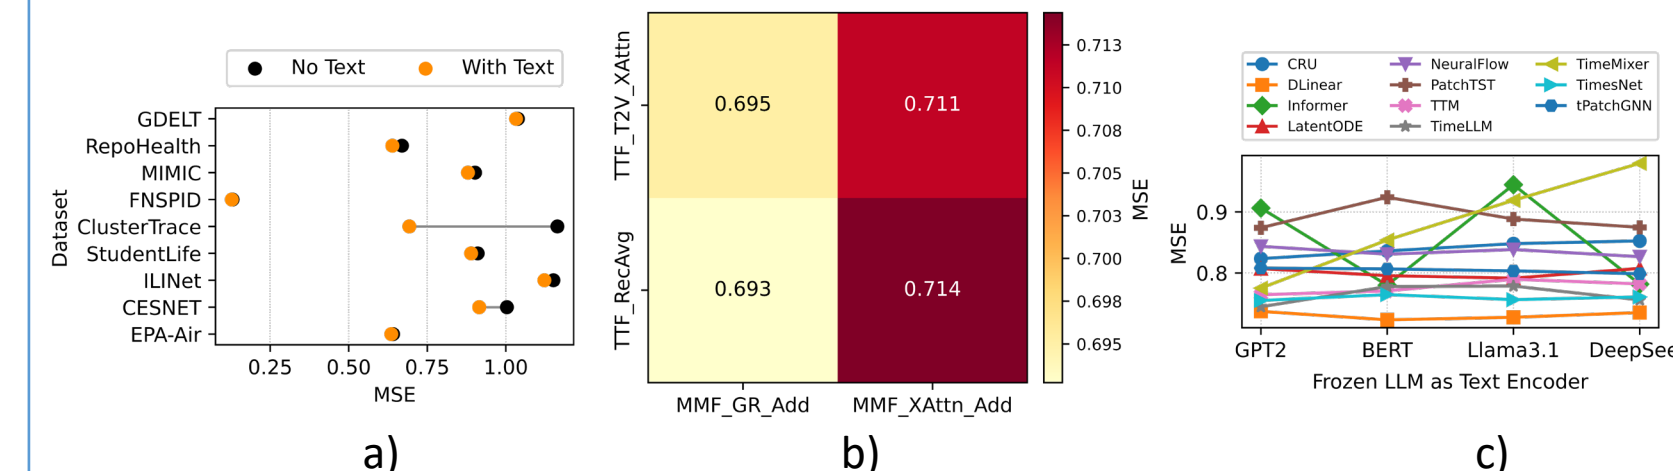 No Text
With Text
Dataset
GDELT
RepoHealth
MIMIC
FNSPID
ClusterTrace
StudentLife
ILINet
CESNET
EPA-Air
0.25 0.50 0.75 1.00
MSE
a)
TTF_T2V_XAttn
TTF_RecAvg
0.695 0.711
0.693 0.714
MMF_GR_Add MMF_XAttn_Add
0.713
0.710
0.708
0.705
0.703
0.700
0.698
0.695
MSE
b)
CRU NeuralFlow TimeMixer
DLinear PatchTST TimesNet
Informer TTM tPatchGNN
LatentODE TimeLLM
MSE
0.9
0.8
GPT2 BERT Llama3.1 DeepSee
Frozen LLM as Text Encoder
c)